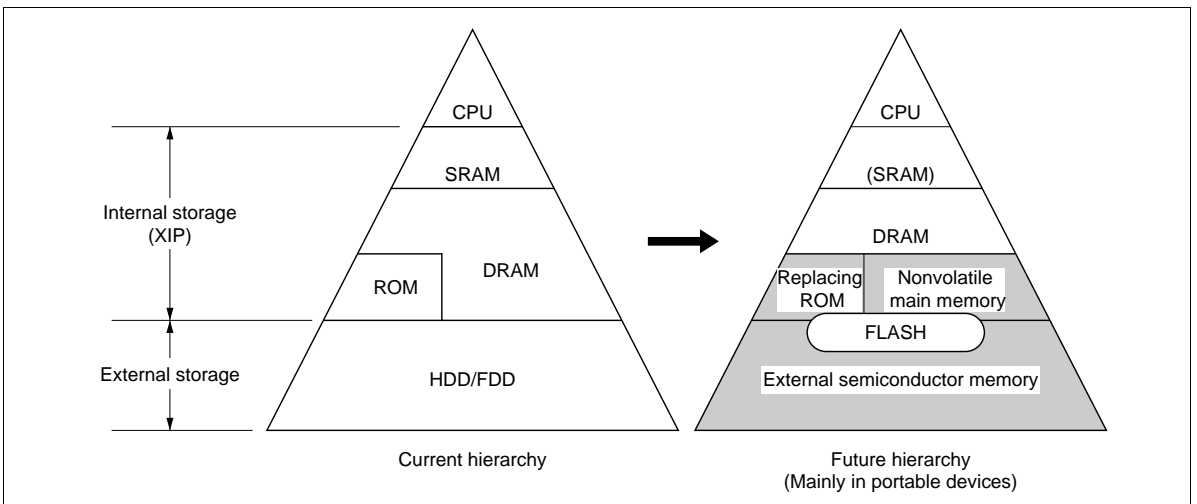 CPU
SRAM
Internal storage
(XIP)
DRAM
ROM
External storage
HDD/FDD
Current hierarchy
CPU
(SRAM)
DRAM
Replacing
ROM
Nonvolatile
main memory
FLASH
External semiconductor memory
Future hierarchy
(Mainly in portable devices)